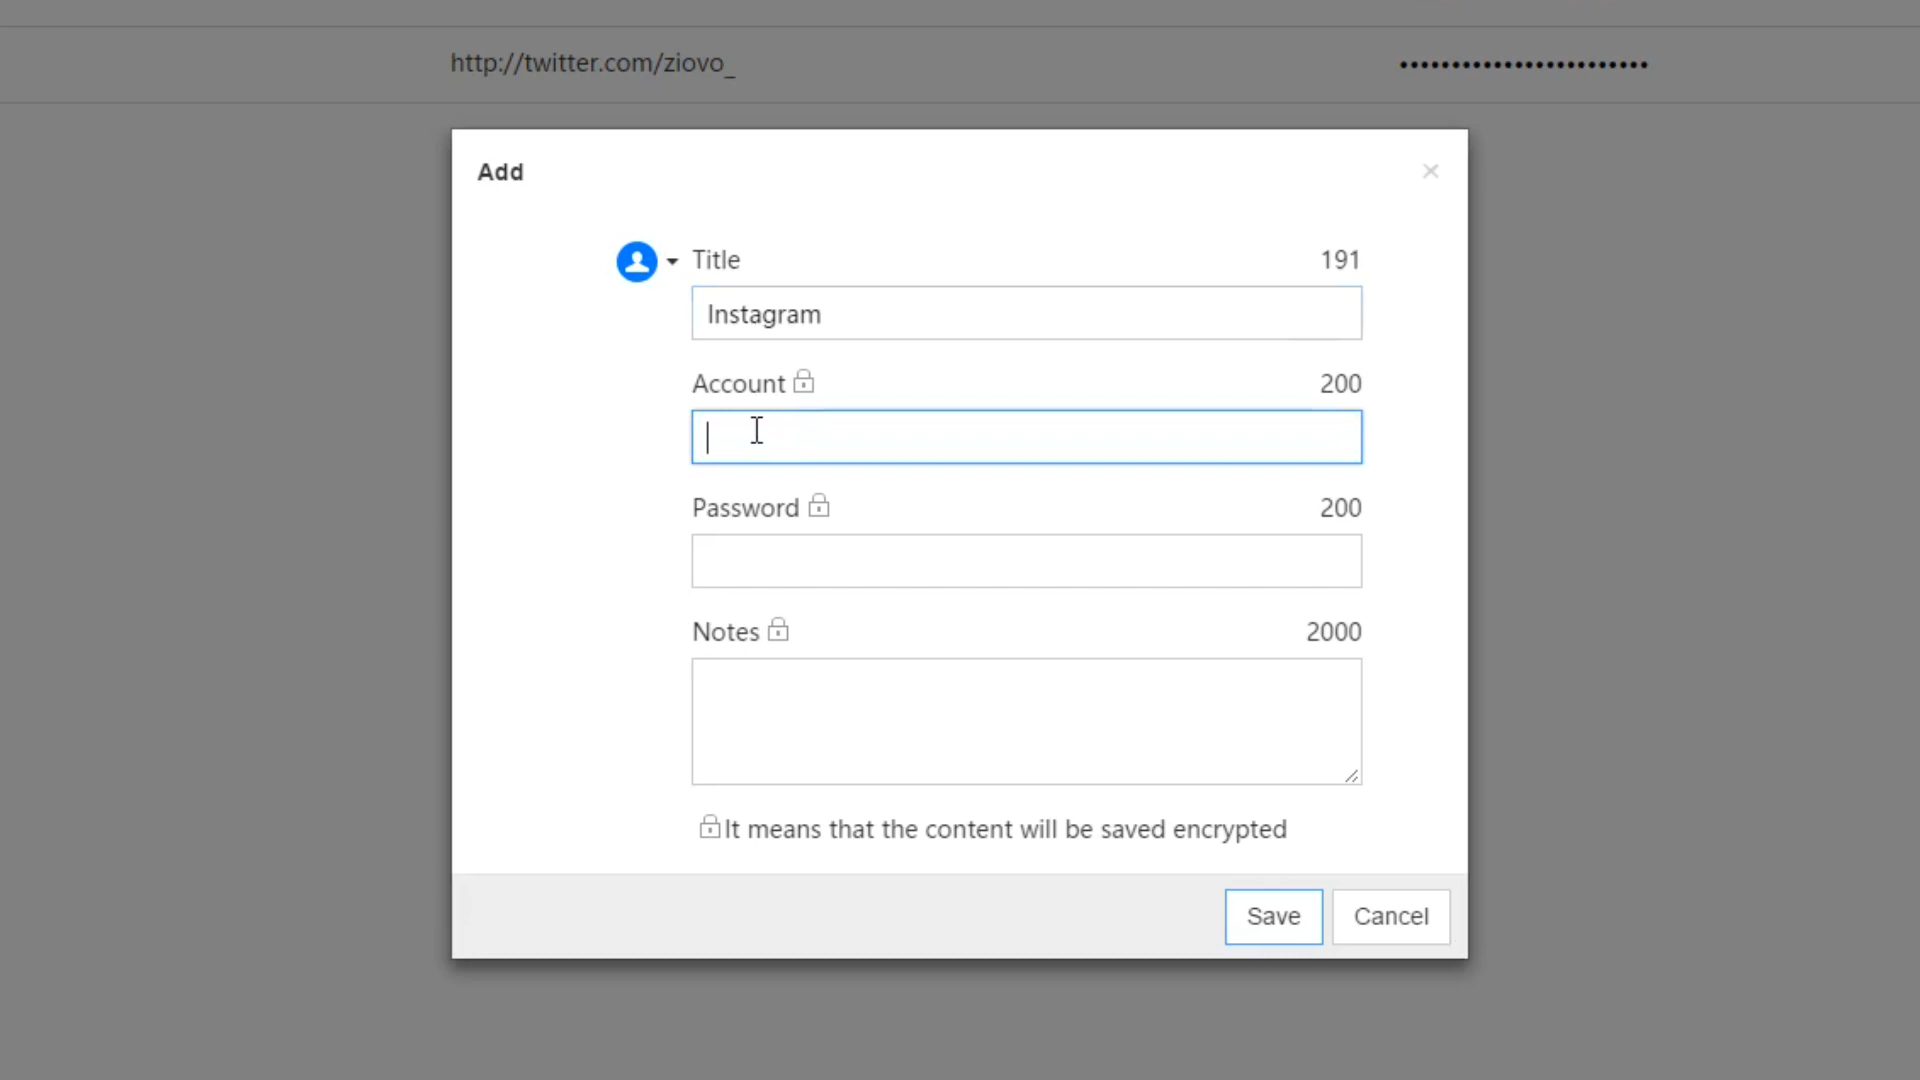 http://twitter.com/ziovo_ ••••••••••••••••••••••••
Add ×
Title 191
Instagram
Account 200
Password 200
Notes 2000
It means that the content will be saved encrypted
Save Cancel